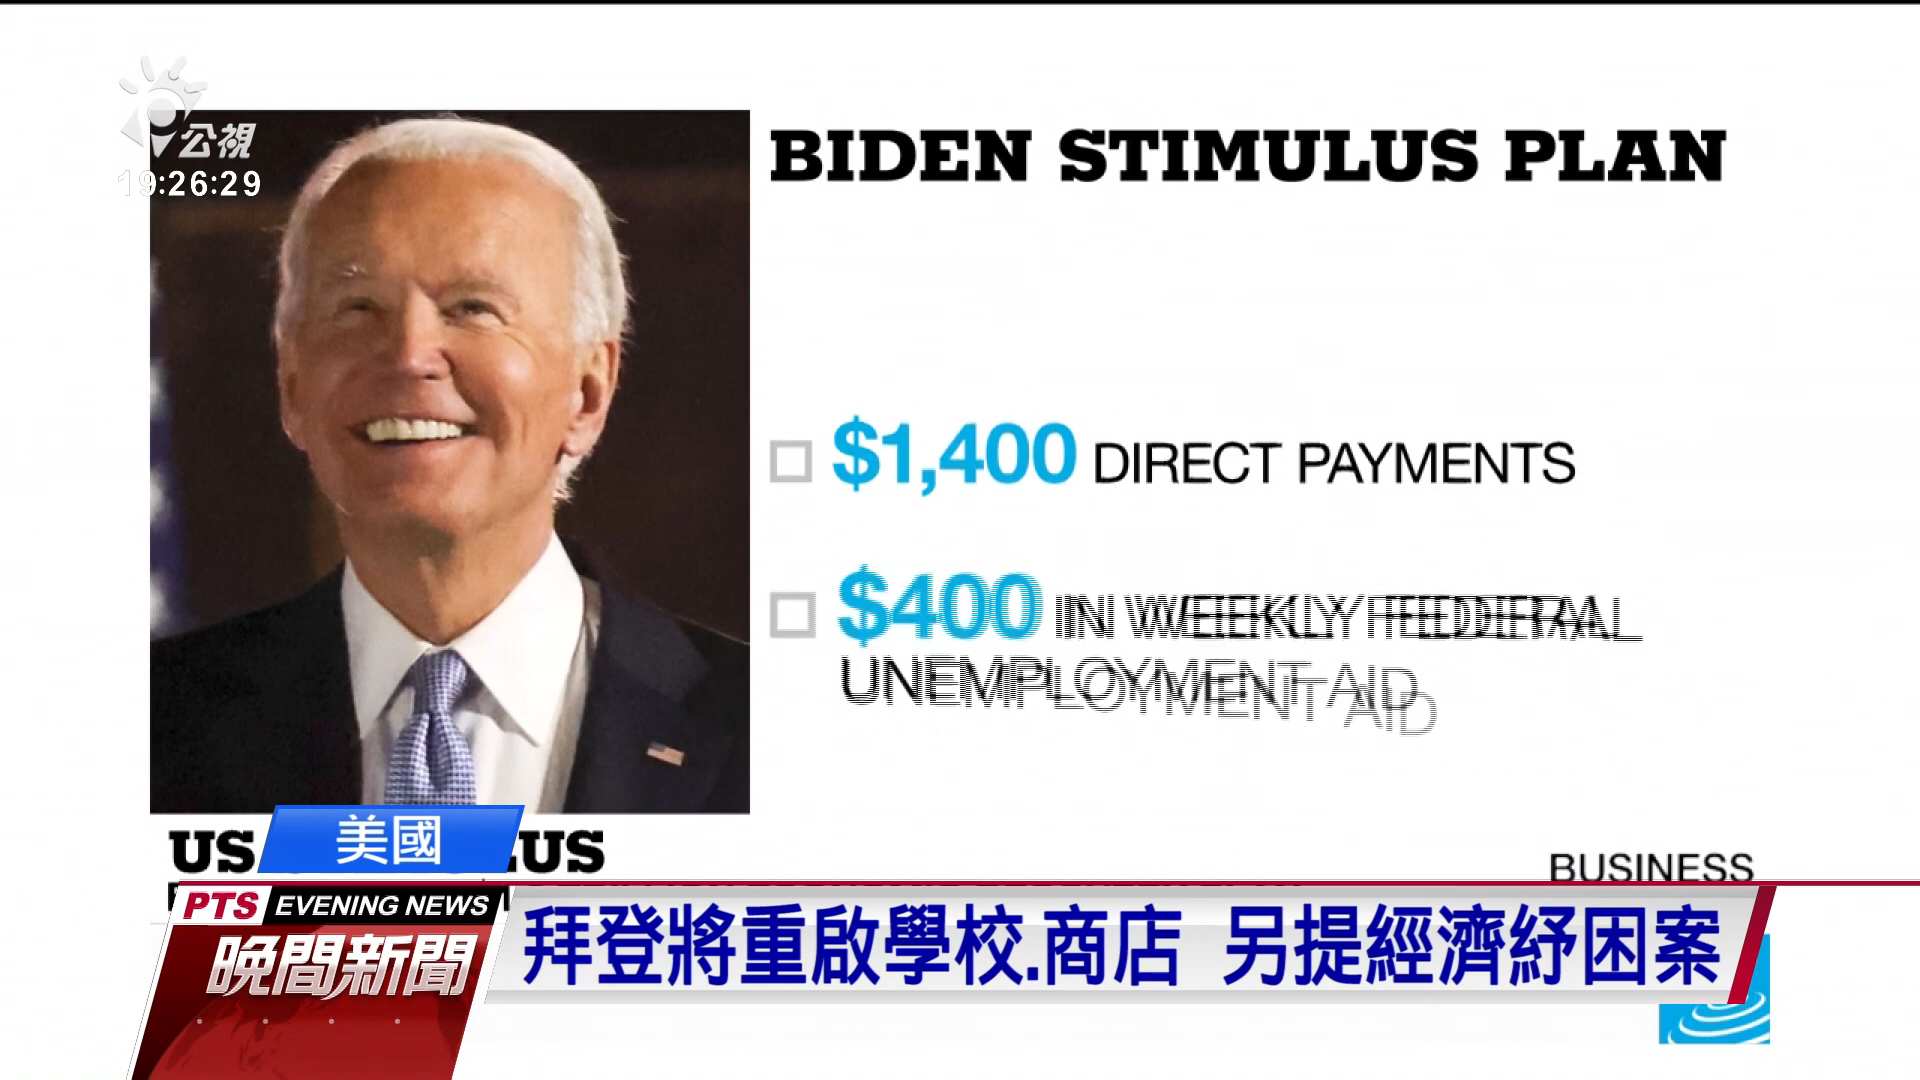 公視
19:26:29
BIDEN STIMULUS PLAN
$1,400 DIRECT PAYMENTS
$400 IN WEEKLY FEDERAL
UNEMPLOYMENT AID
美國
US
BUSINESS
PTS EVENING NEWS
晚間新聞
拜登將重啟學校.商店 另提經濟紓困案